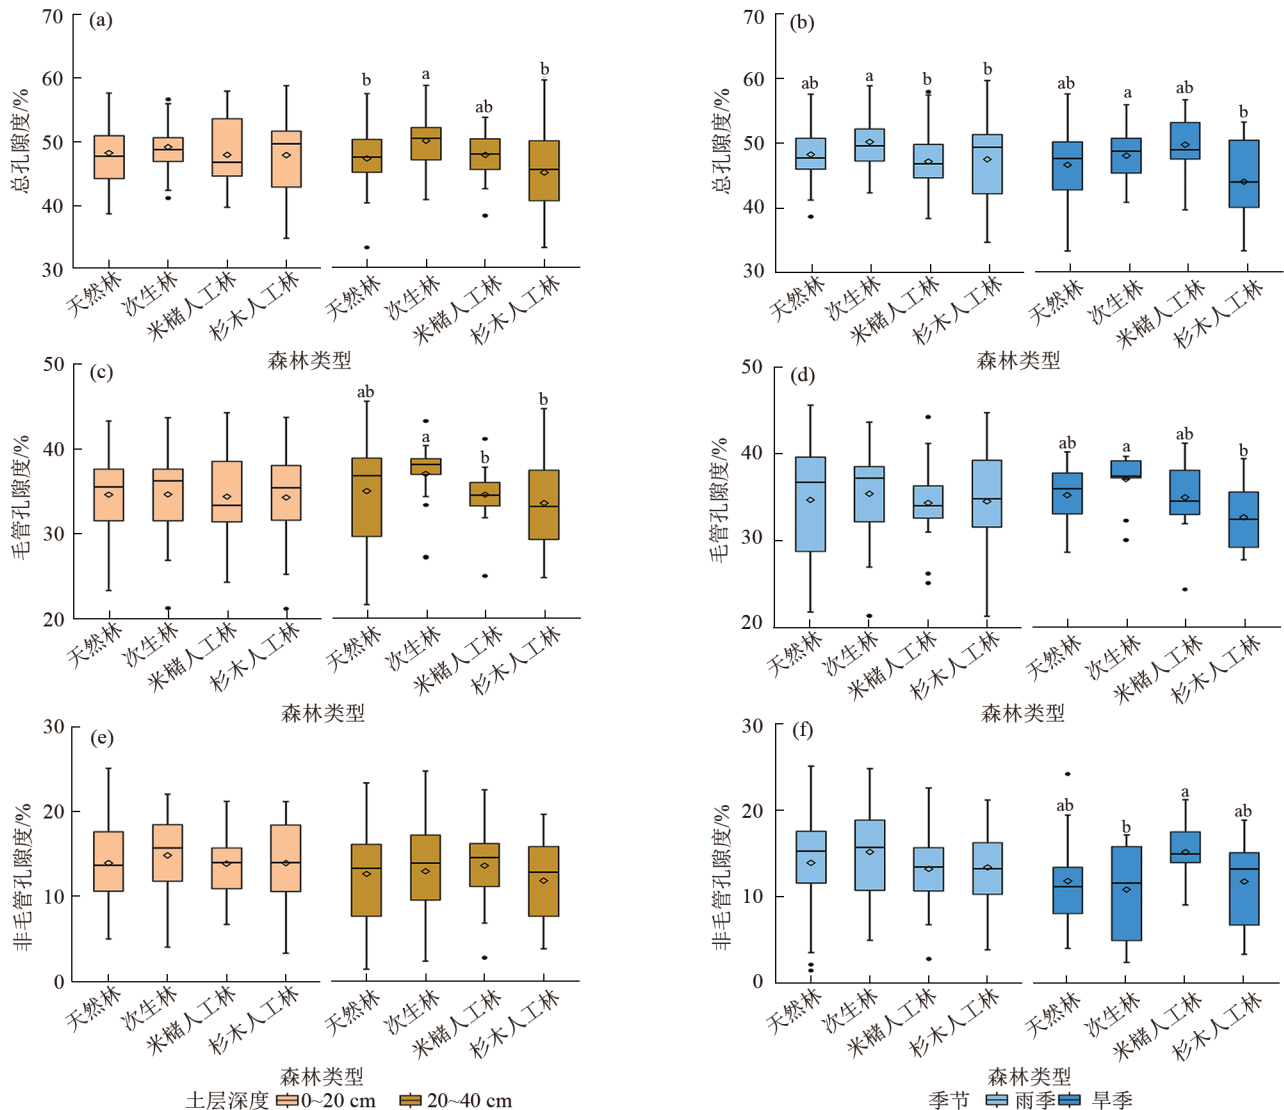 (a)
总孔隙度/%
70
60
50
40
30
b
a
ab
b
天然林
次生林
米槠人工林
杉木人工林
天然林
次生林
米槠人工林
杉木人工林
森林类型
(b)
总孔隙度/%
70
60
50
40
30
ab
a
b
b
ab
a
ab
b
天然林
次生林
米槠人工林
杉木人工林
天然林
次生林
米槠人工林
杉木人工林
森林类型
(c)
毛管孔隙度/%
50
40
30
20
ab
a
b
b
天然林
次生林
米槠人工林
杉木人工林
天然林
次生林
米槠人工林
杉木人工林
森林类型
(d)
毛管孔隙度/%
50
40
30
20
ab
a
ab
b
天然林
次生林
米槠人工林
杉木人工林
天然林
次生林
米槠人工林
杉木人工林
森林类型
(e)
非毛管孔隙度/%
30
20
10
0
天然林
次生林
米槠人工林
杉木人工林
天然林
次生林
米槠人工林
杉木人工林
森林类型
(f)
非毛管孔隙度/%
30
20
10
0
ab
b
a
ab
天然林
次生林
米槠人工林
杉木人工林
天然林
次生林
米槠人工林
杉木人工林
森林类型
土层深度 0~20 cm 20~40 cm
季节 雨季 旱季